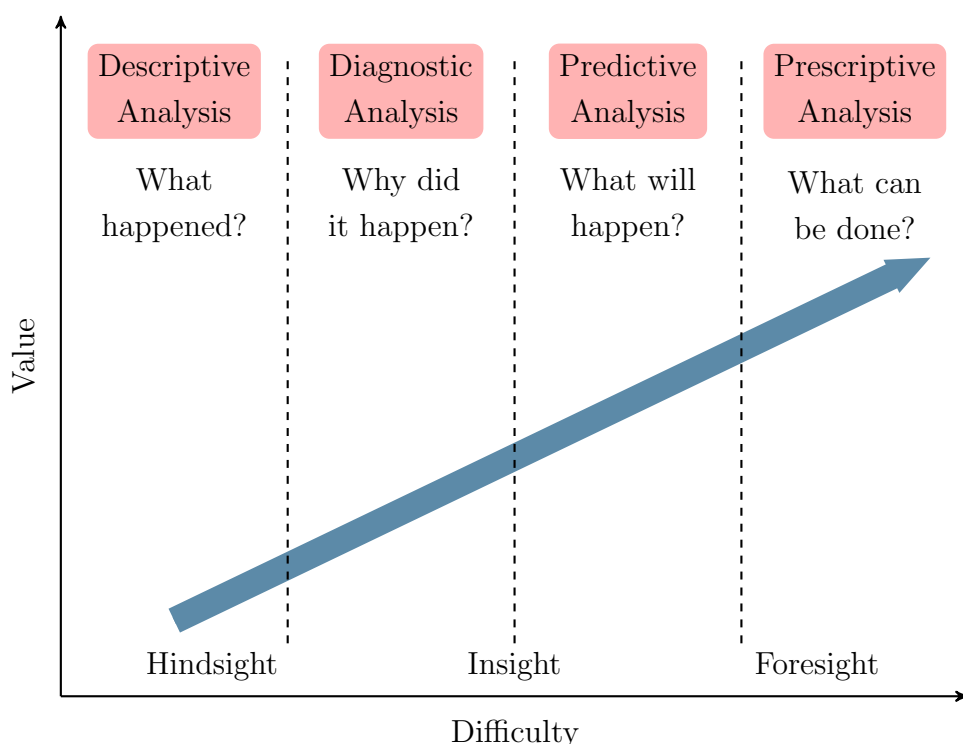 Descriptive
Analysis
Diagnostic
Analysis
Predictive
Analysis
Prescriptive
Analysis
What
happened?
Why did
it happen?
What will
happen?
What can
be done?
Value
Hindsight
Insight
Foresight
Difficulty